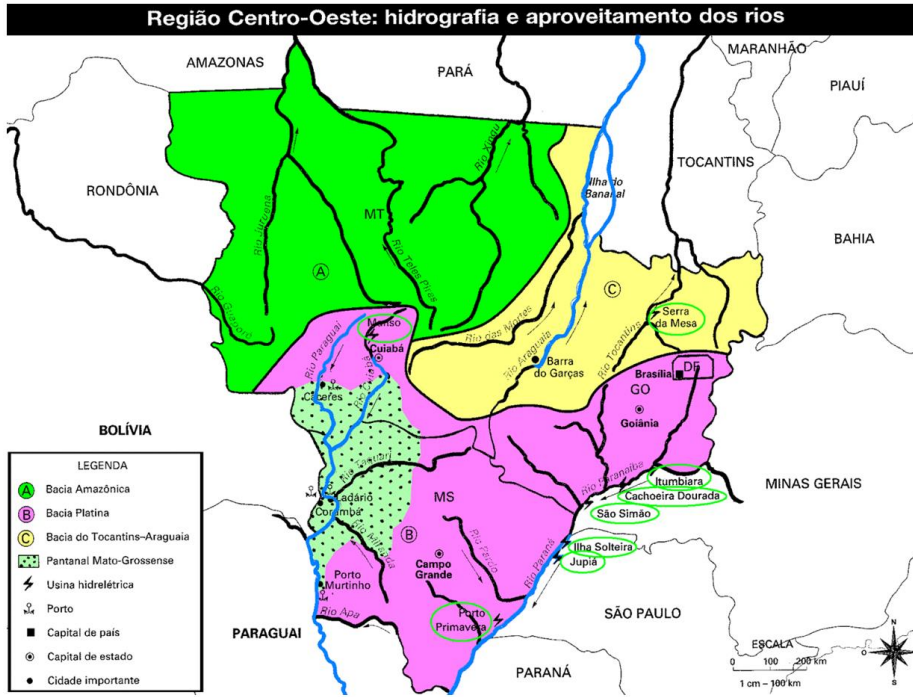 Região Centro-Oeste: hidrografia e aproveitamento dos rios
AMAZONAS
PARÁ
MARANHÃO
PIAUÍ
RONDÔNIA
TOCANTINS
BAHIA
Rio Juruena
MT
Rio Teles Pires
Rio Xingu
Ilha do
Bananal
A
C
Rio Guaporé
Manso
Cuiabá
Rio Paraguai
Rio Cuiabá
Cáceres
Rio das Mortes
Rio Araguaia
Barra
do Garças
Rio Tocantins
Serra
da Mesa
DF
Brasília
GO
Goiânia
BOLÍVIA
Rio Taquari
Ladário
Corumbá
MS
B
Rio Miranda
Campo
Grande
Rio Pardo
Rio Paraná
Rio Paranaíba
Itumbiara
Cachoeira Dourada
São Simão
Ilha Solteira
Jupiá
MINAS GERAIS
Porto
Murtinho
Rio Apa
Porto
Primavera
PARAGUAI
SÃO PAULO
PARANÁ
LEGENDA
A Bacia Amazônica
B Bacia Platina
C Bacia do Tocantins–Araguaia
Pantanal Mato-Grossense
Usina hidrelétrica
Porto
Capital de país
Capital de estado
Cidade importante
ESCALA
0 100 200 km
1 cm – 100 km
N
O
S